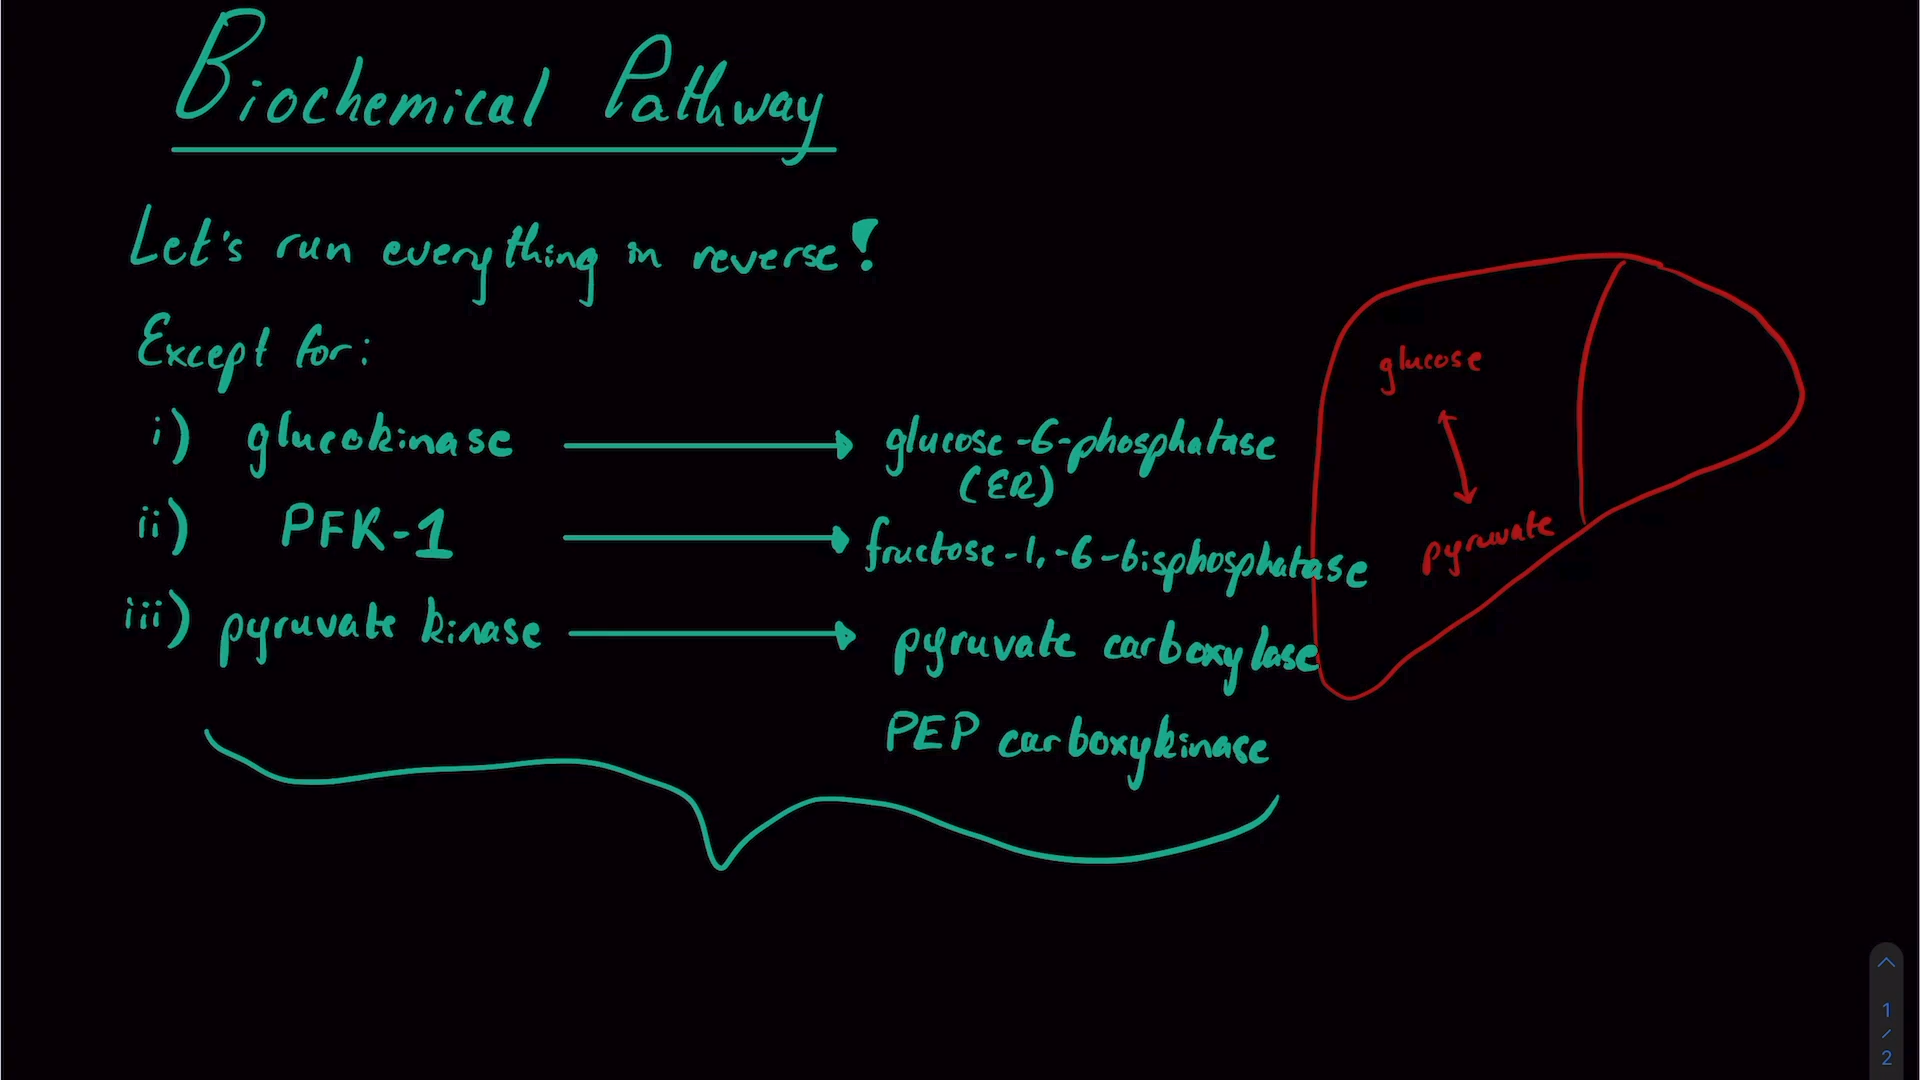 Biochemical Pathway
Let's run everything in reverse!
Except for:
i) glucokinase → glucose-6-phosphatase
(ER)
ii) PFK-1 → fructose-1,-6-bisphosphatase
iii) pyruvate kinase → pyruvate carboxylase
PEP carboxykinase
glucose
pyruvate
1
/
2